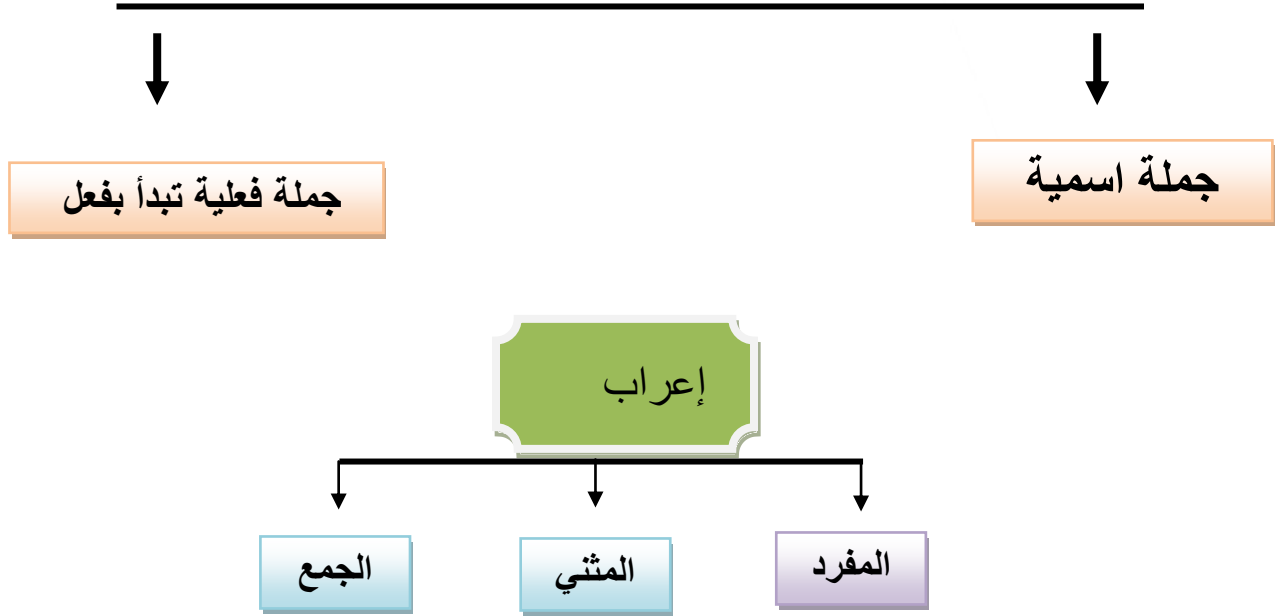 جملة اسمية
جملة فعلية تبدأ بفعل
إعراب
المفرد
المثني
الجمع